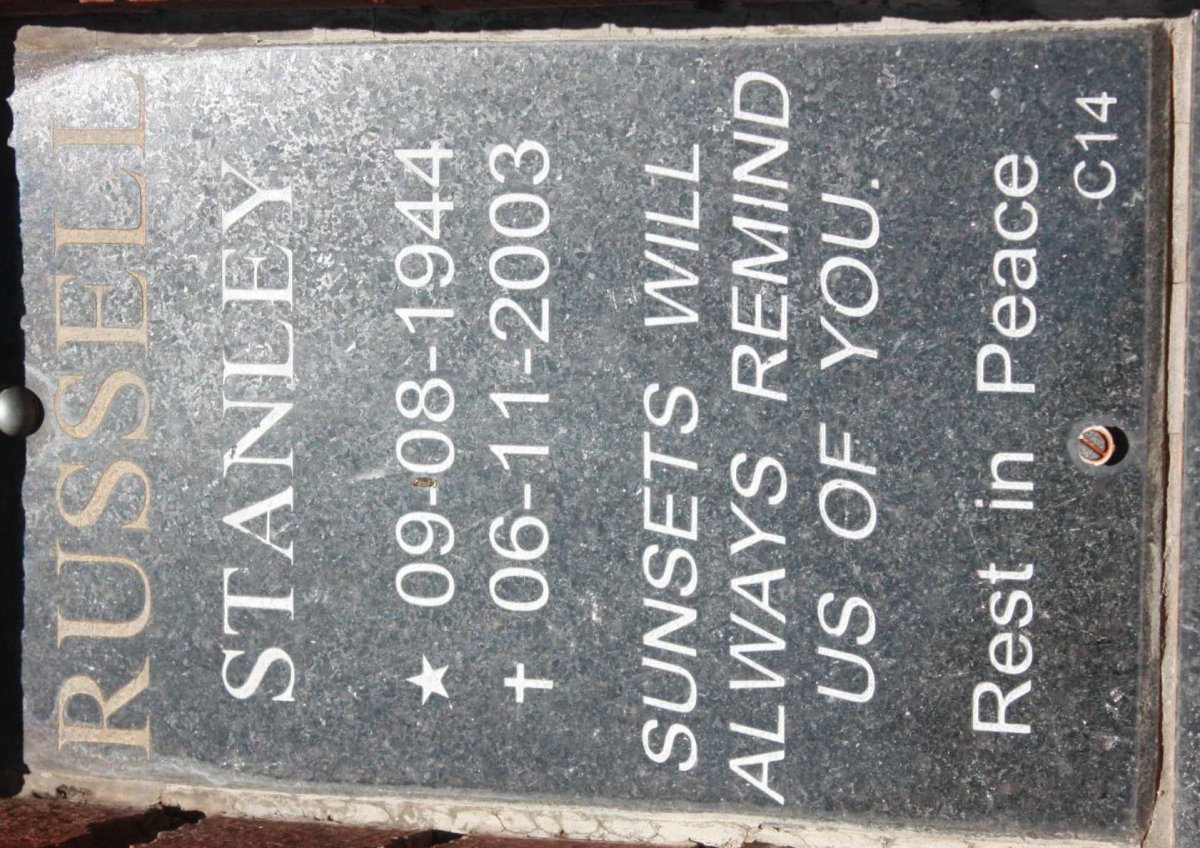 RUSSELL
STANLEY
★ 09-08-1944
✝ 06-11-2003
SUNSETS WILL
ALWAYS REMIND
US OF YOU.
Rest in Peace
C14